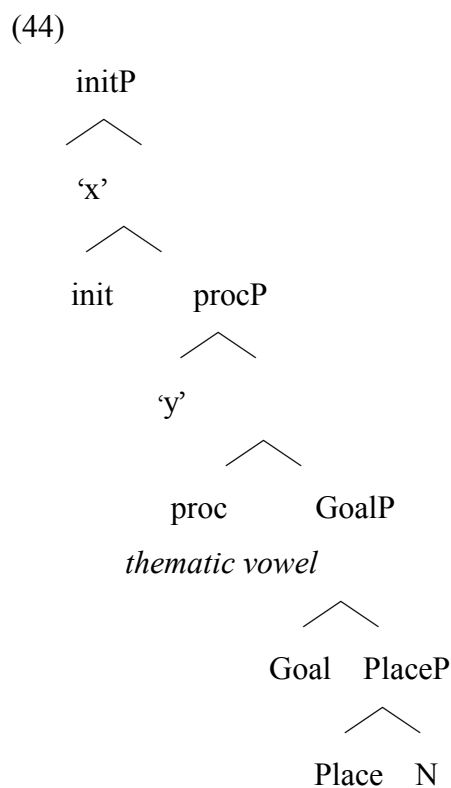 (44)
initP
‘x’
init procP
‘y’
proc GoalP
thematic vowel
Goal PlaceP
Place N